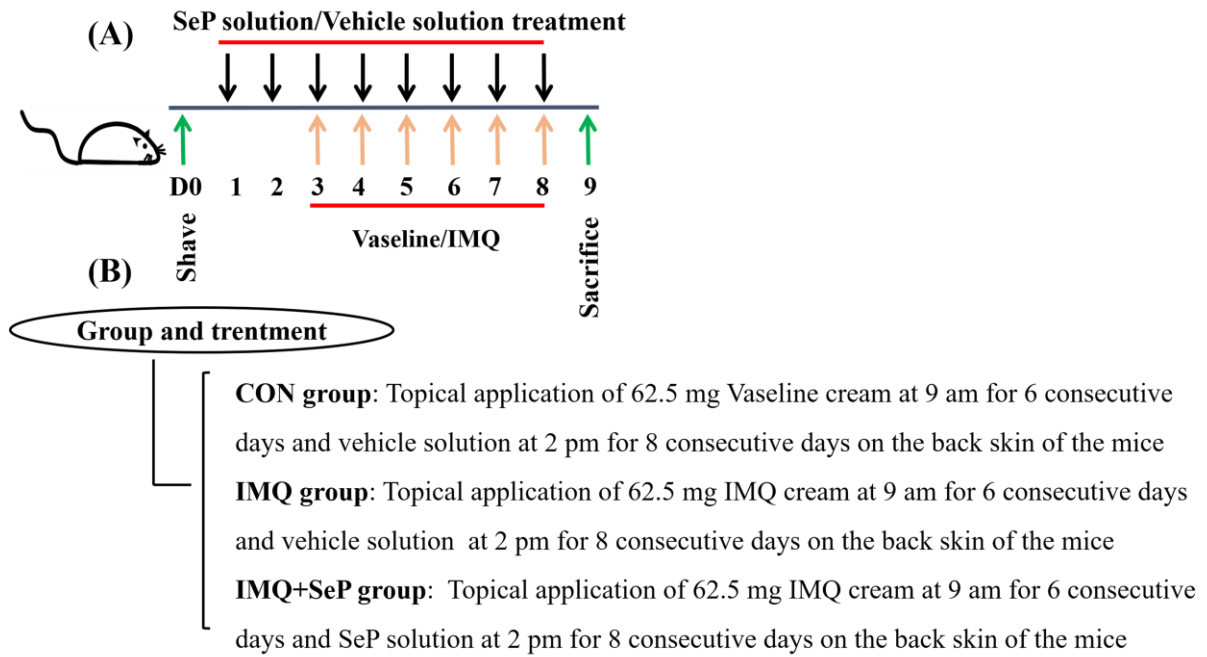 (A)
SeP solution/Vehicle solution treatment
D0 1 2 3 4 5 6 7 8 9
Shave
Vaseline/IMQ
Sacrifice
(B)
Group and trentment
CON group: Topical application of 62.5 mg Vaseline cream at 9 am for 6 consecutive
days and vehicle solution at 2 pm for 8 consecutive days on the back skin of the mice
IMQ group: Topical application of 62.5 mg IMQ cream at 9 am for 6 consecutive days
and vehicle solution at 2 pm for 8 consecutive days on the back skin of the mice
IMQ+SeP group: Topical application of 62.5 mg IMQ cream at 9 am for 6 consecutive
days and SeP solution at 2 pm for 8 consecutive days on the back skin of the mice